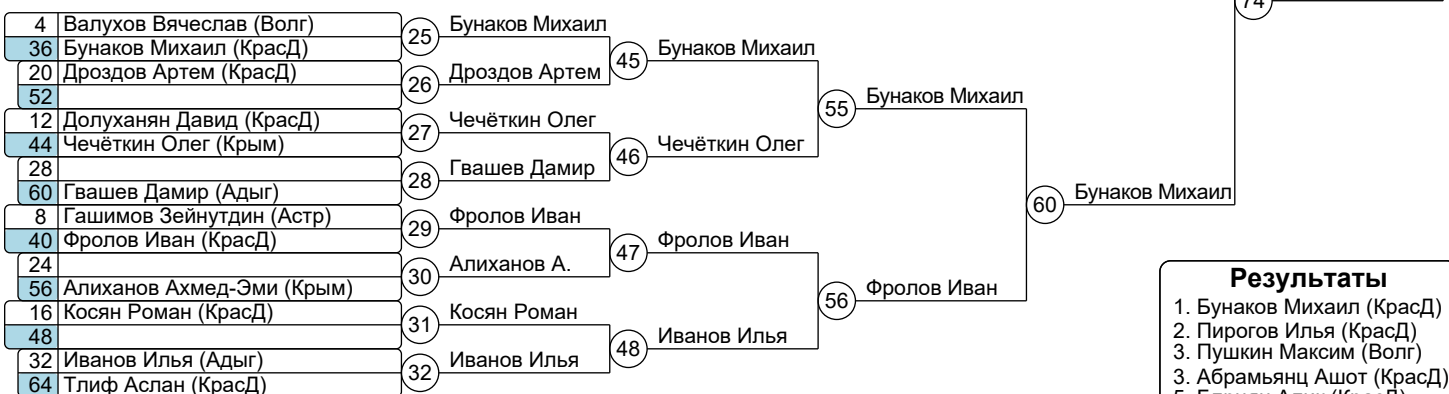 74
4 Валухов Вячеслав (Волг)
36 Бунаков Михаил (КрасД)
20 Дроздов Артем (КрасД)
52
12 Долуханян Давид (КрасД)
44 Чечёткин Олег (Крым)
28
60 Гвашев Дамир (Адыг)
8 Гашимов Зейнутдин (Астр)
40 Фролов Иван (КрасД)
24
56 Алиханов Ахмед-Эми (Крым)
16 Косян Роман (КрасД)
48
32 Иванов Илья (Адыг)
64 Тлиф Аслан (КрасД)
25 Бунаков Михаил
26 Дроздов Артем
27 Чечёткин Олег
28 Гвашев Дамир
29 Фролов Иван
30 Алиханов А.
31 Косян Роман
32 Иванов Илья
45 Бунаков Михаил
46 Чечёткин Олег
47 Фролов Иван
48 Иванов Илья
55 Бунаков Михаил
56 Фролов Иван
60 Бунаков Михаил
Результаты
1. Бунаков Михаил (КрасД)
2. Пирогов Илья (КрасД)
3. Пушкин Максим (Волг)
3. Абрамьянц Ашот (КрасД)